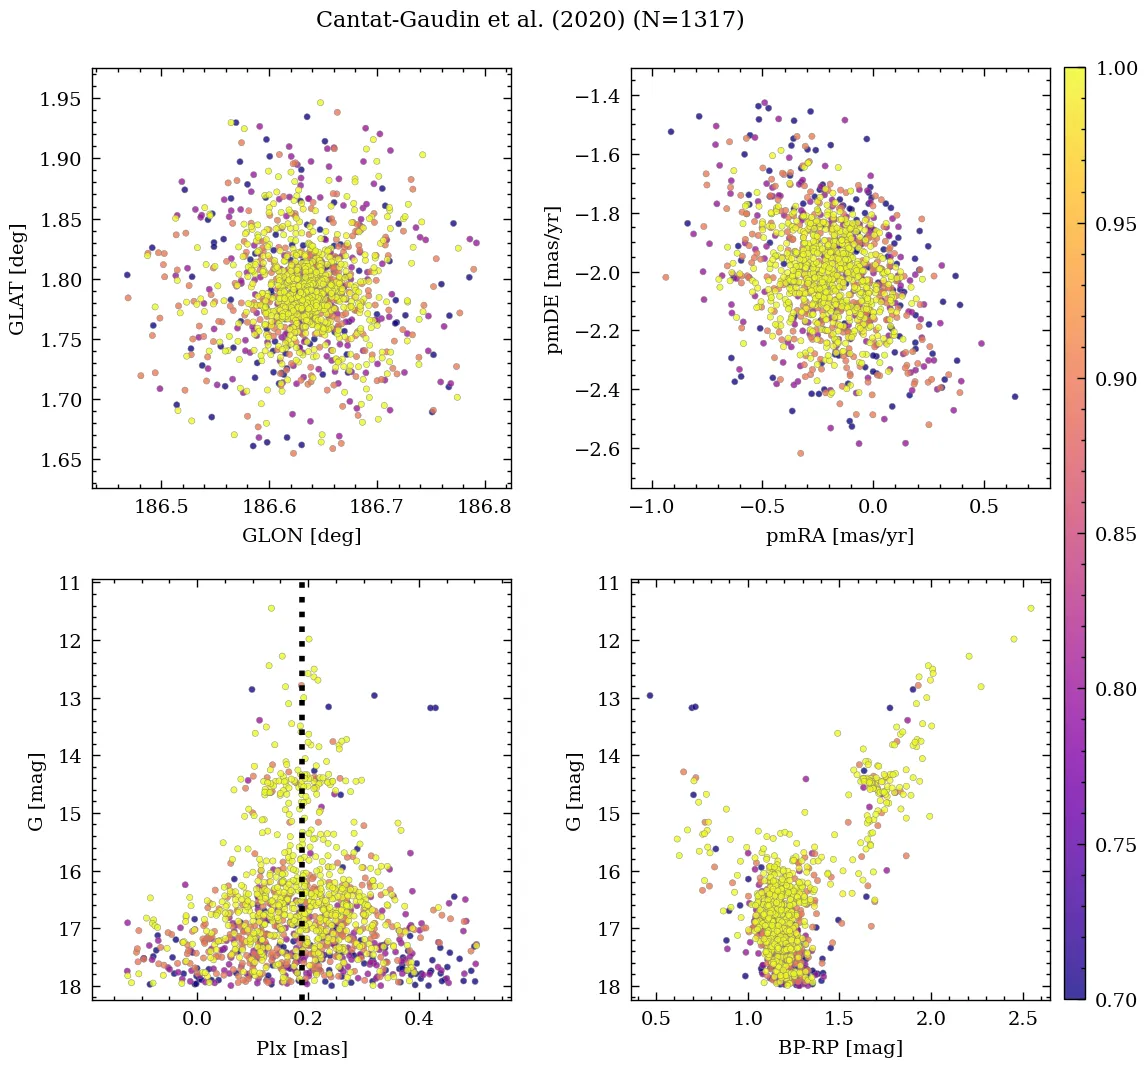 Cantat-Gaudin et al. (2020) (N=1317)
1.95
1.90
1.85
1.80
1.75
1.70
1.65
GLAT [deg]
186.5 186.6 186.7 186.8
GLON [deg]
−1.4
−1.6
−1.8
−2.0
−2.2
−2.4
−2.6
pmDE [mas/yr]
−1.0 −0.5 0.0 0.5
pmRA [mas/yr]
11
12
13
14
15
16
17
18
G [mag]
0.0 0.2 0.4
Plx [mas]
11
12
13
14
15
16
17
18
G [mag]
0.5 1.0 1.5 2.0 2.5
BP-RP [mag]
1.00
0.95
0.90
0.85
0.80
0.75
0.70